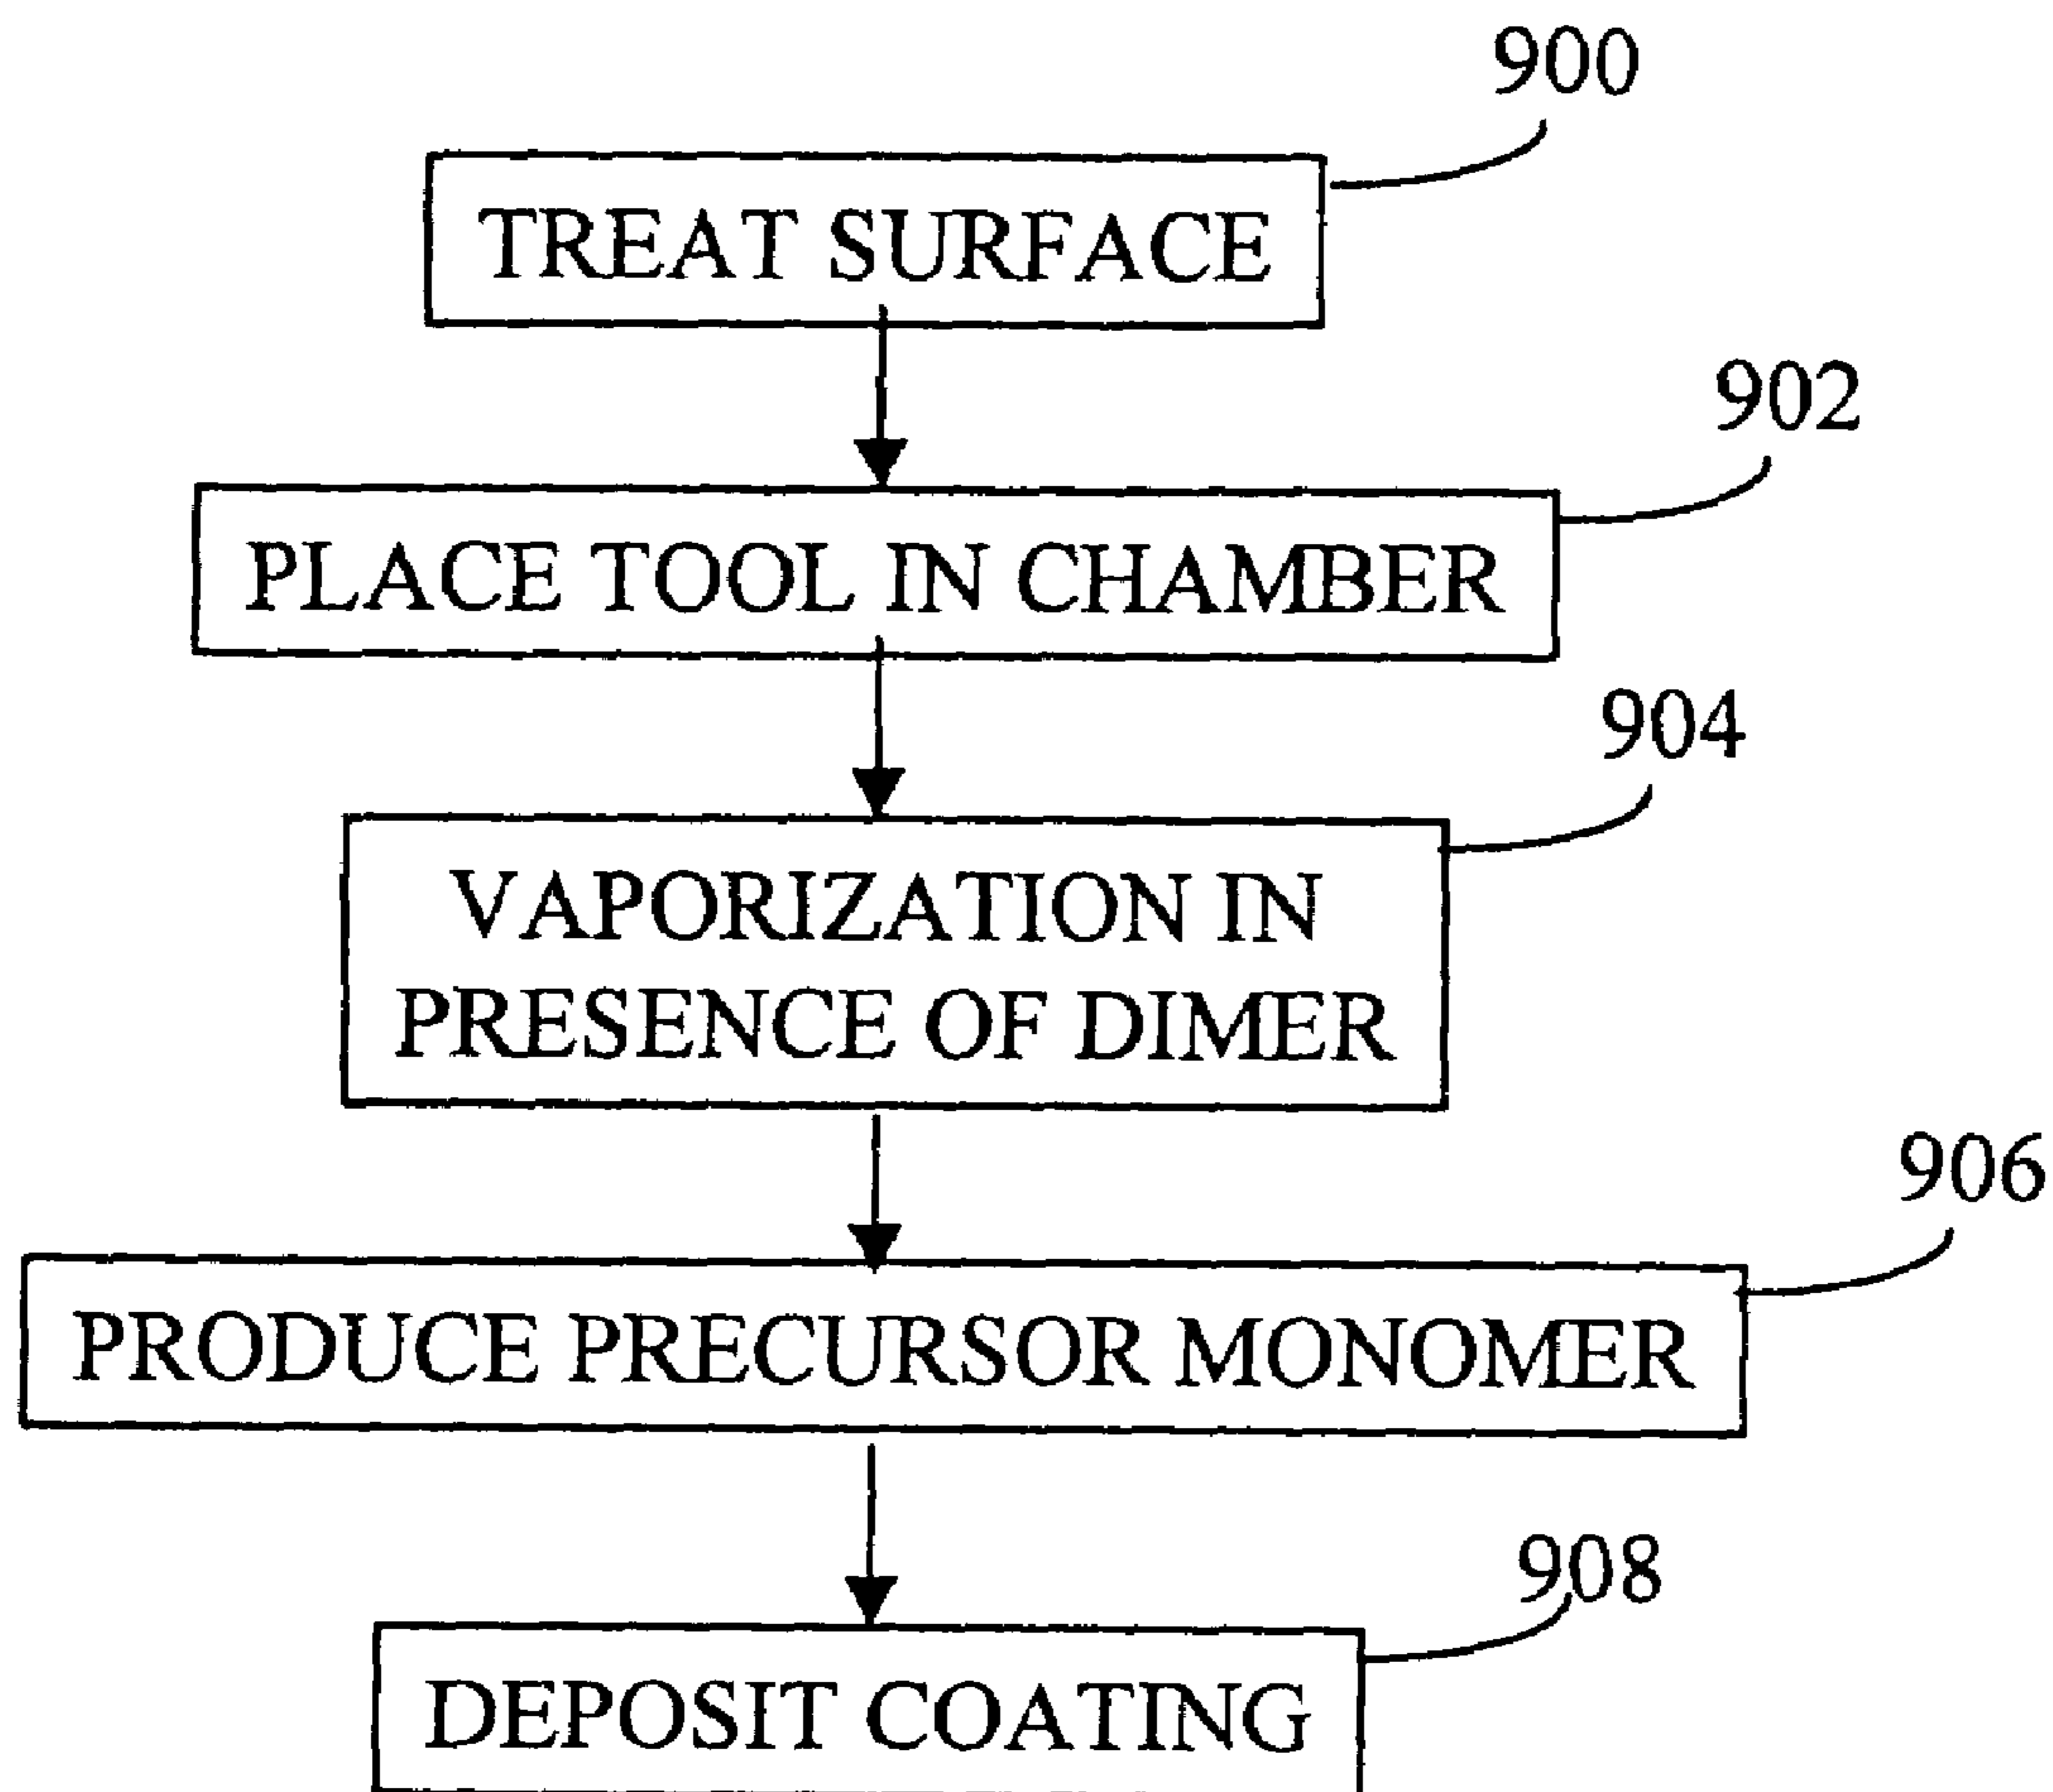 900
TREAT SURFACE
902
PLACE TOOL IN CHAMBER
904
VAPORIZATION IN
PRESENCE OF DIMER
906
PRODUCE PRECURSOR MONOMER
908
DEPOSIT COATING